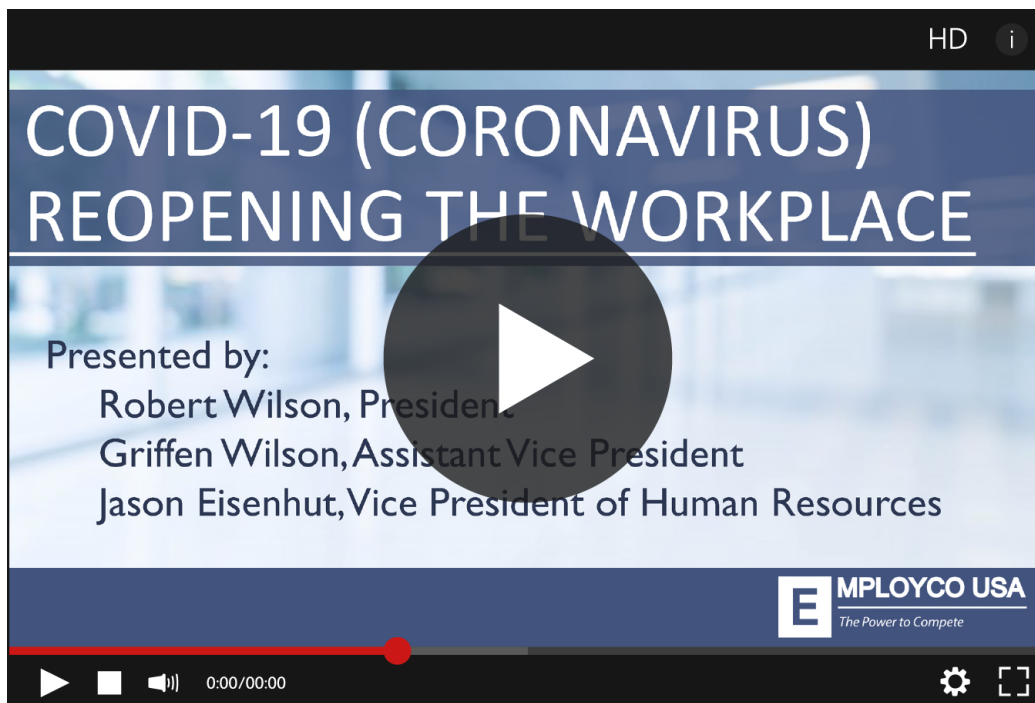 HD i
COVID-19 (CORONAVIRUS)
REOPENING THE WORKPLACE
Presented by:
Robert Wilson, President
Griffen Wilson, Assistant Vice President
Jason Eisenhut, Vice President of Human Resources
EMPLOYCO USA
The Power to Compete
0:00/00:00